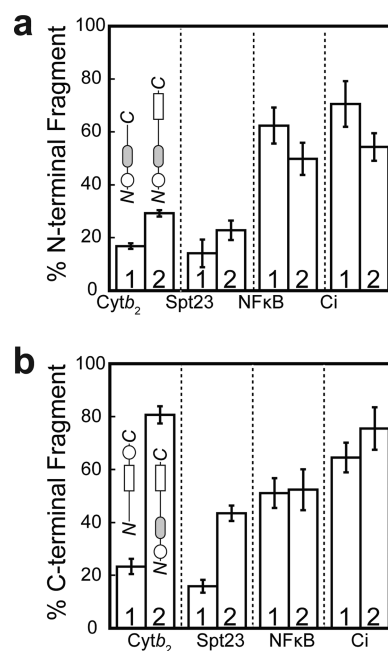 a
% N-terminal Fragment
100
80
60
40
20
0
N C
N C
1 2 1 2 1 2 1 2
Cytb₂ Spt23 NFκB Ci
b
% C-terminal Fragment
100
80
60
40
20
0
N C
N C
1 2 1 2 1 2 1 2
Cytb₂ Spt23 NFκB Ci